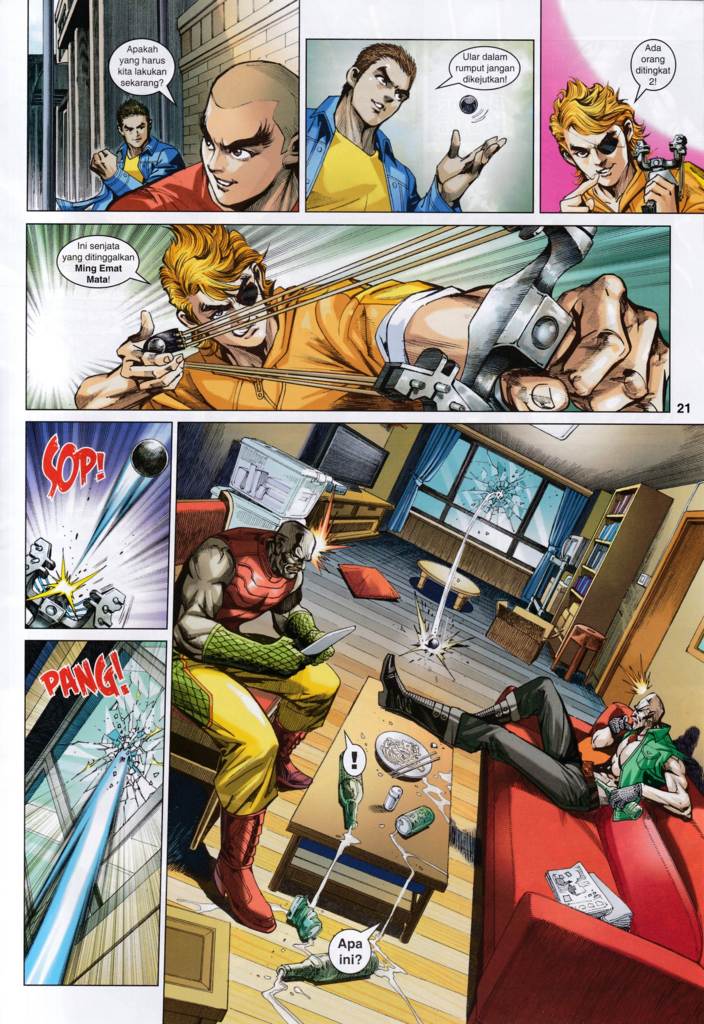 Apakah
yang harus
kita lakukan
sekarang?
Ular dalam
rumput jangan
dikejutkan!
Ada
orang
ditingkat
2!
Ini senjata
yang ditinggalkan
Ming Emat
Mata!
21
SOP!
PANG!
!
Apa
ini?